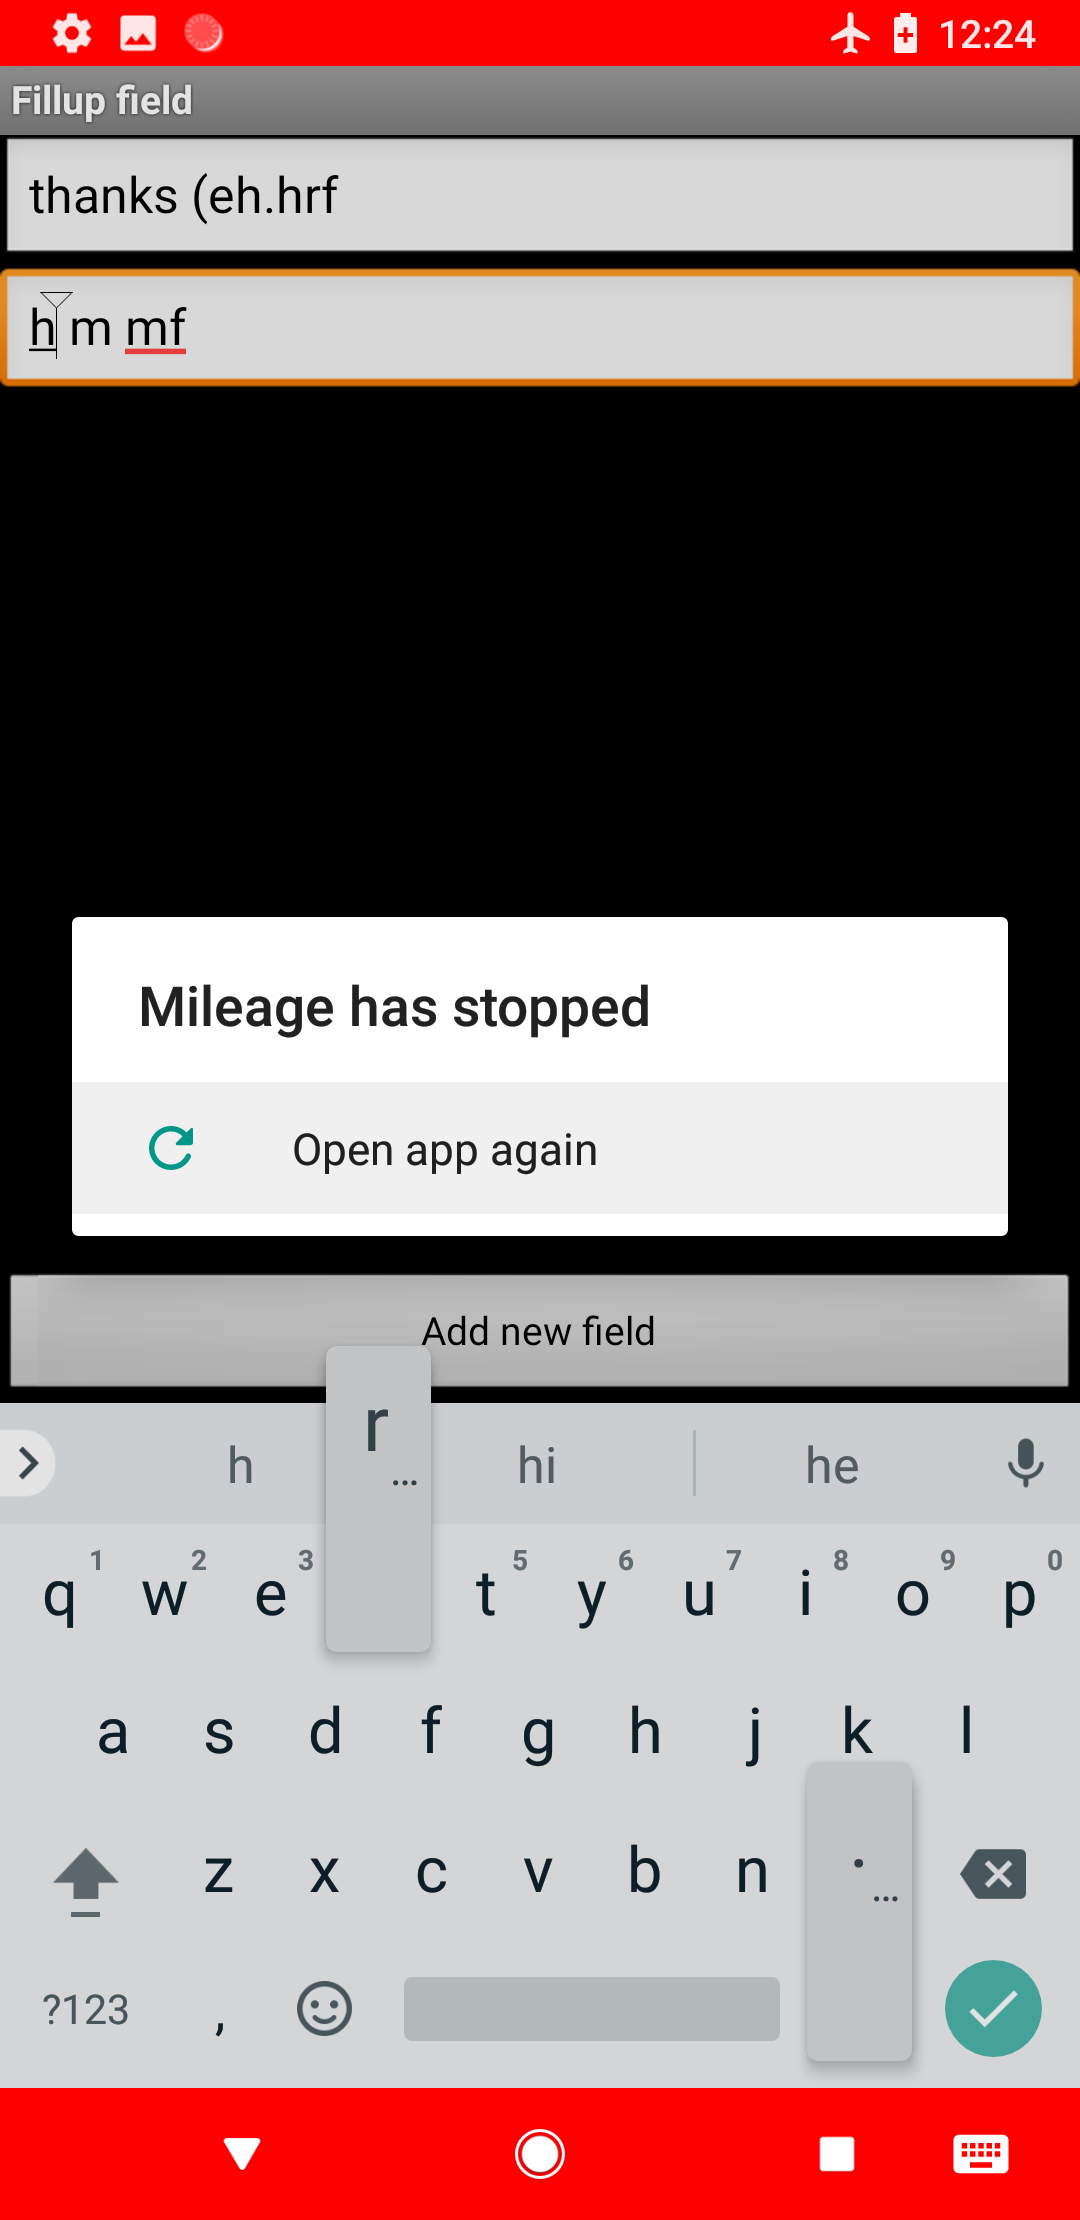 12:24
Fillup field
thanks (eh.hrf
h m mf
Mileage has stopped
Open app again
Add new field
r
...
h hi he
1 2 3 5 6 7 8 9 0
q w e t y u i o p
a s d f g h j k l
z x c v b n .
...
?123 ,